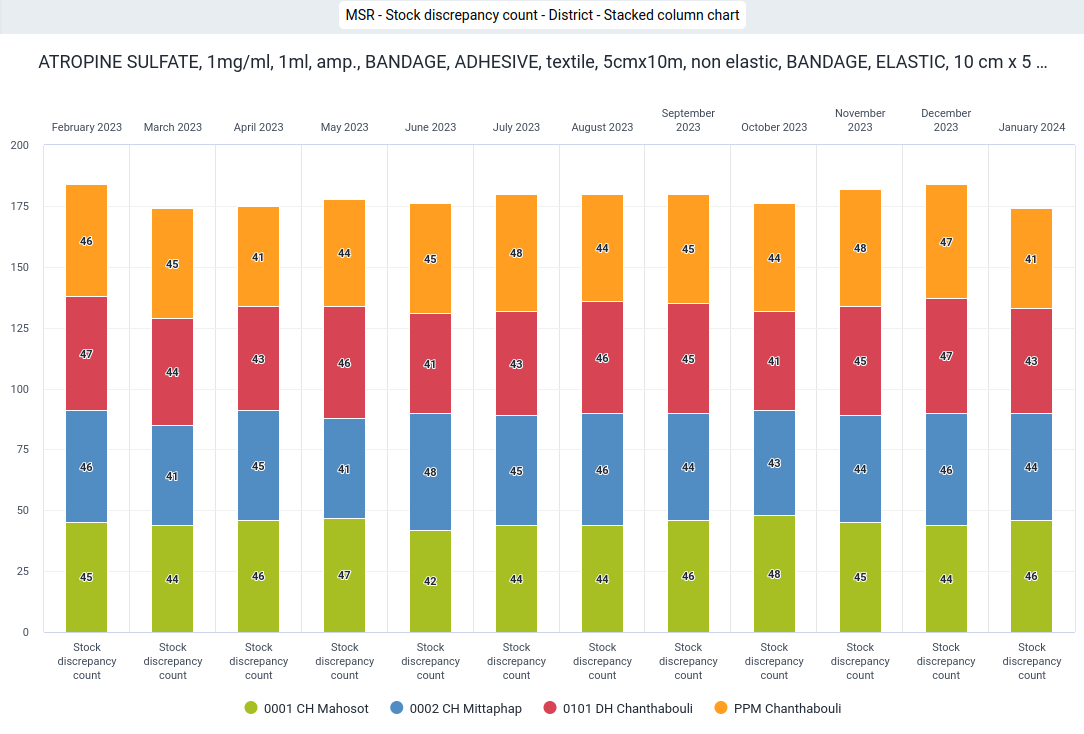 MSR - Stock discrepancy count - District - Stacked column chart
ATROPINE SULFATE, 1mg/ml, 1ml, amp., BANDAGE, ADHESIVE, textile, 5cmx10m, non elastic, BANDAGE, ELASTIC, 10 cm x 5 ...
February 2023
March 2023
April 2023
May 2023
June 2023
July 2023
August 2023
September
2023
October 2023
November
2023
December
2023
January 2024
200
175
150
125
100
75
50
25
0
46 45 41 44 45 48 44 45 44 48 47 41
47 44 43 46 41 43 46 45 41 45 47 43
46 41 45 41 48 45 46 44 43 44 46 44
45 44 46 47 42 44 44 46 48 45 44 46
Stock Stock Stock Stock Stock Stock Stock Stock Stock Stock Stock Stock
discrepancy discrepancy discrepancy discrepancy discrepancy discrepancy discrepancy discrepancy discrepancy discrepancy discrepancy discrepancy
count count count count count count count count count count count count
0001 CH Mahosot 0002 CH Mittaphap 0101 DH Chanthabouli PPM Chanthabouli